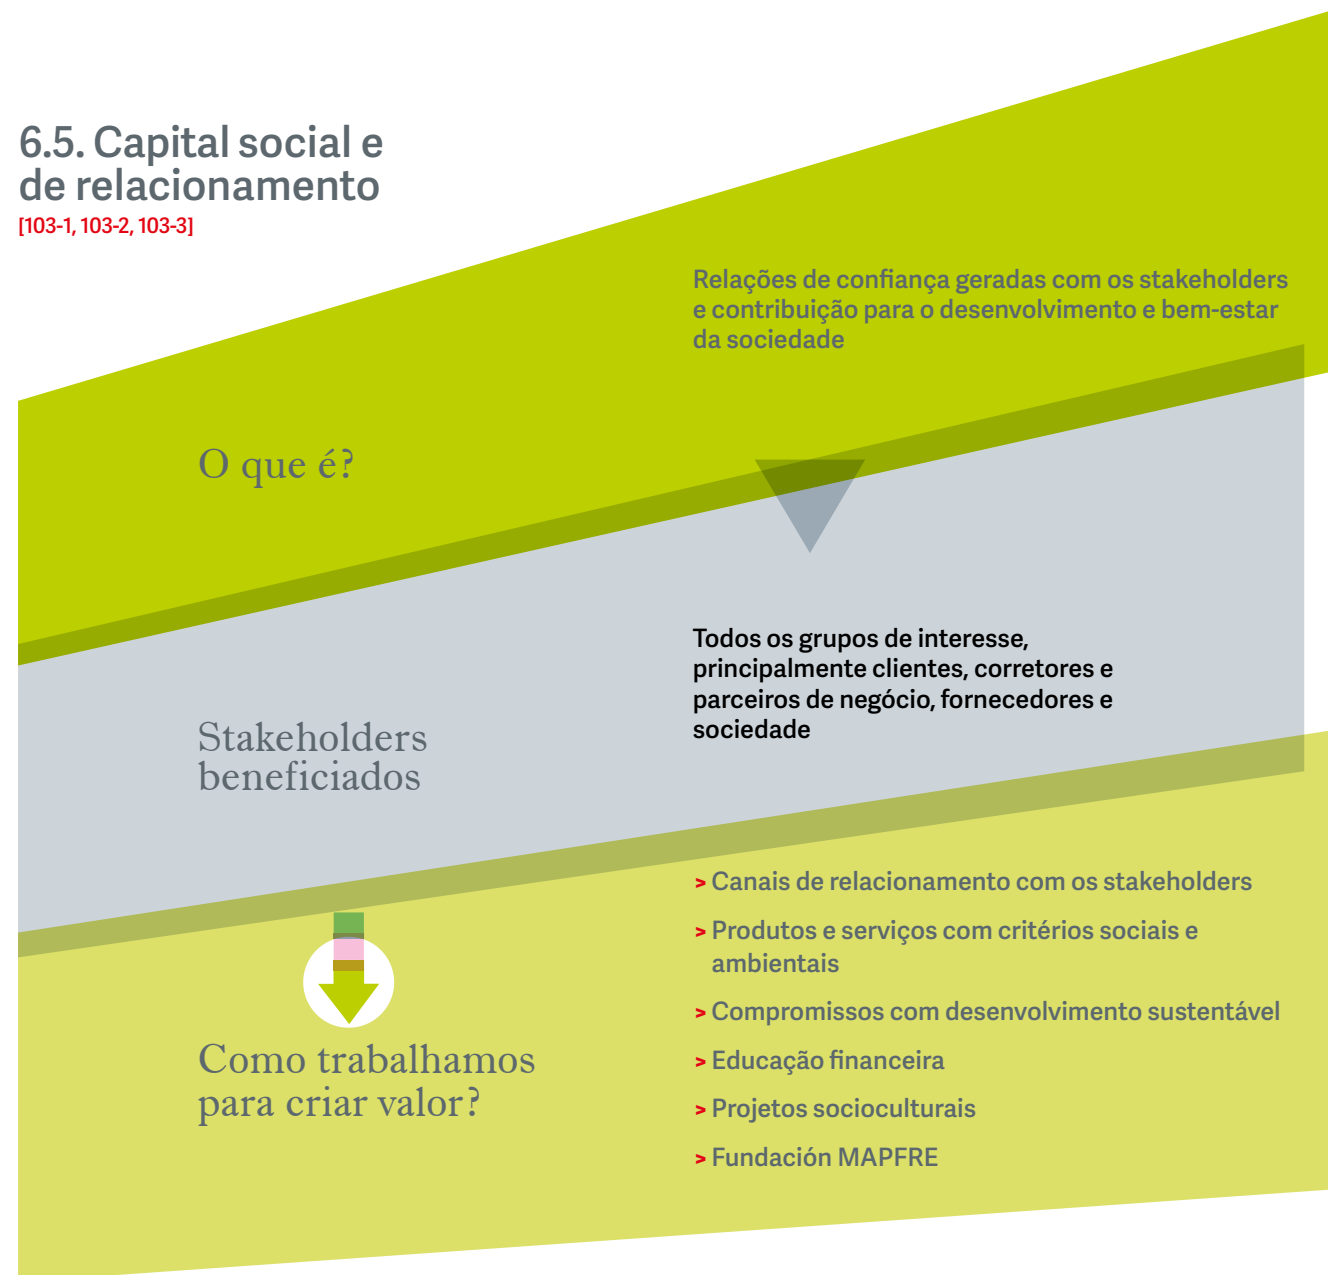 6.5. Capital social e
de relacionamento
[103-1, 103-2, 103-3]
O que é?
Relações de confiança geradas com os stakeholders
e contribuição para o desenvolvimento e bem-estar
da sociedade
Stakeholders
beneficiados
Todos os grupos de interesse,
principalmente clientes, corretores e
parceiros de negócio, fornecedores e
sociedade
Como trabalhamos
para criar valor?
> Canais de relacionamento com os stakeholders
> Produtos e serviços com critérios sociais e
ambientais
> Compromissos com desenvolvimento sustentável
> Educação financeira
> Projetos socioculturais
> Fundación MAPFRE